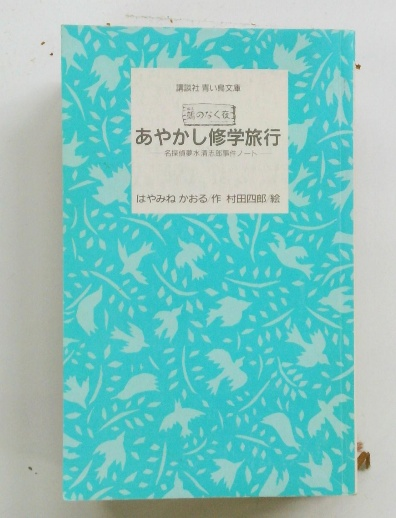 講談社 青い鳥文庫
鵺のなく夜
あやかし修学旅行
名探偵夢水清志郎事件ノート
はやみね かおる/作 村田四郎/絵